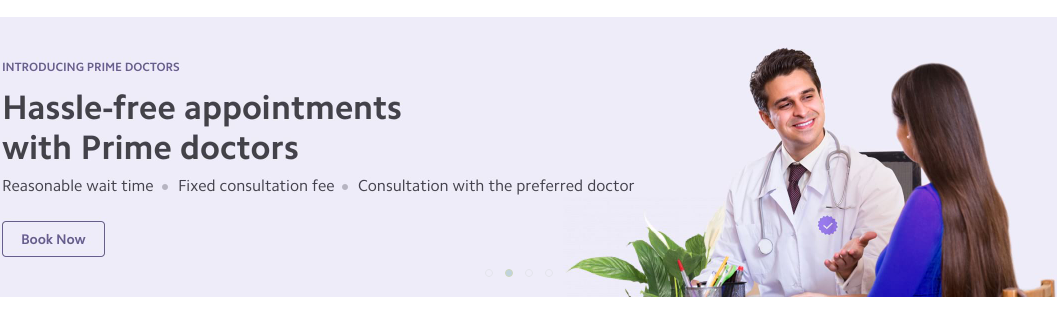 INTRODUCING PRIME DOCTORS
Hassle-free appointments
with Prime doctors
Reasonable wait time • Fixed consultation fee • Consultation with the preferred doctor
Book Now